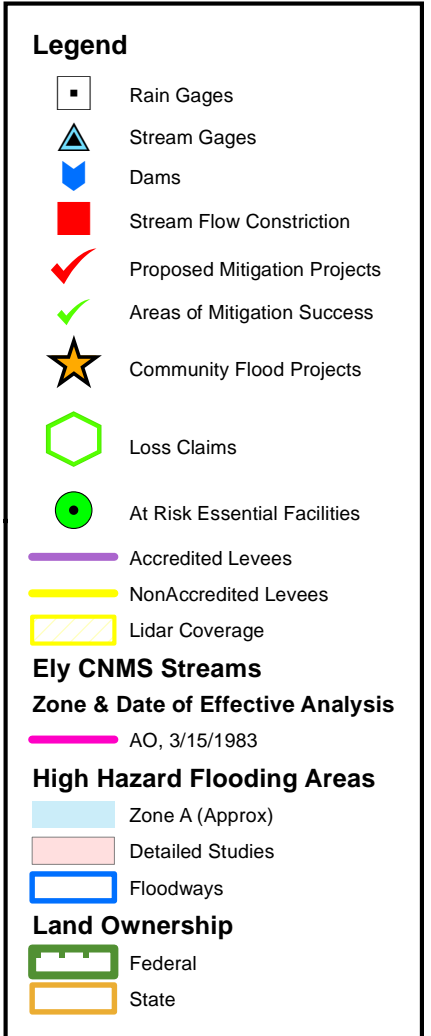 Legend
Rain Gages
Stream Gages
Dams
Stream Flow Constriction
Proposed Mitigation Projects
Areas of Mitigation Success
Community Flood Projects
Loss Claims
At Risk Essential Facilities
Accredited Levees
NonAccredited Levees
Lidar Coverage
Ely CNMS Streams
Zone & Date of Effective Analysis
AO, 3/15/1983
High Hazard Flooding Areas
Zone A (Approx)
Detailed Studies
Floodways
Land Ownership
Federal
State